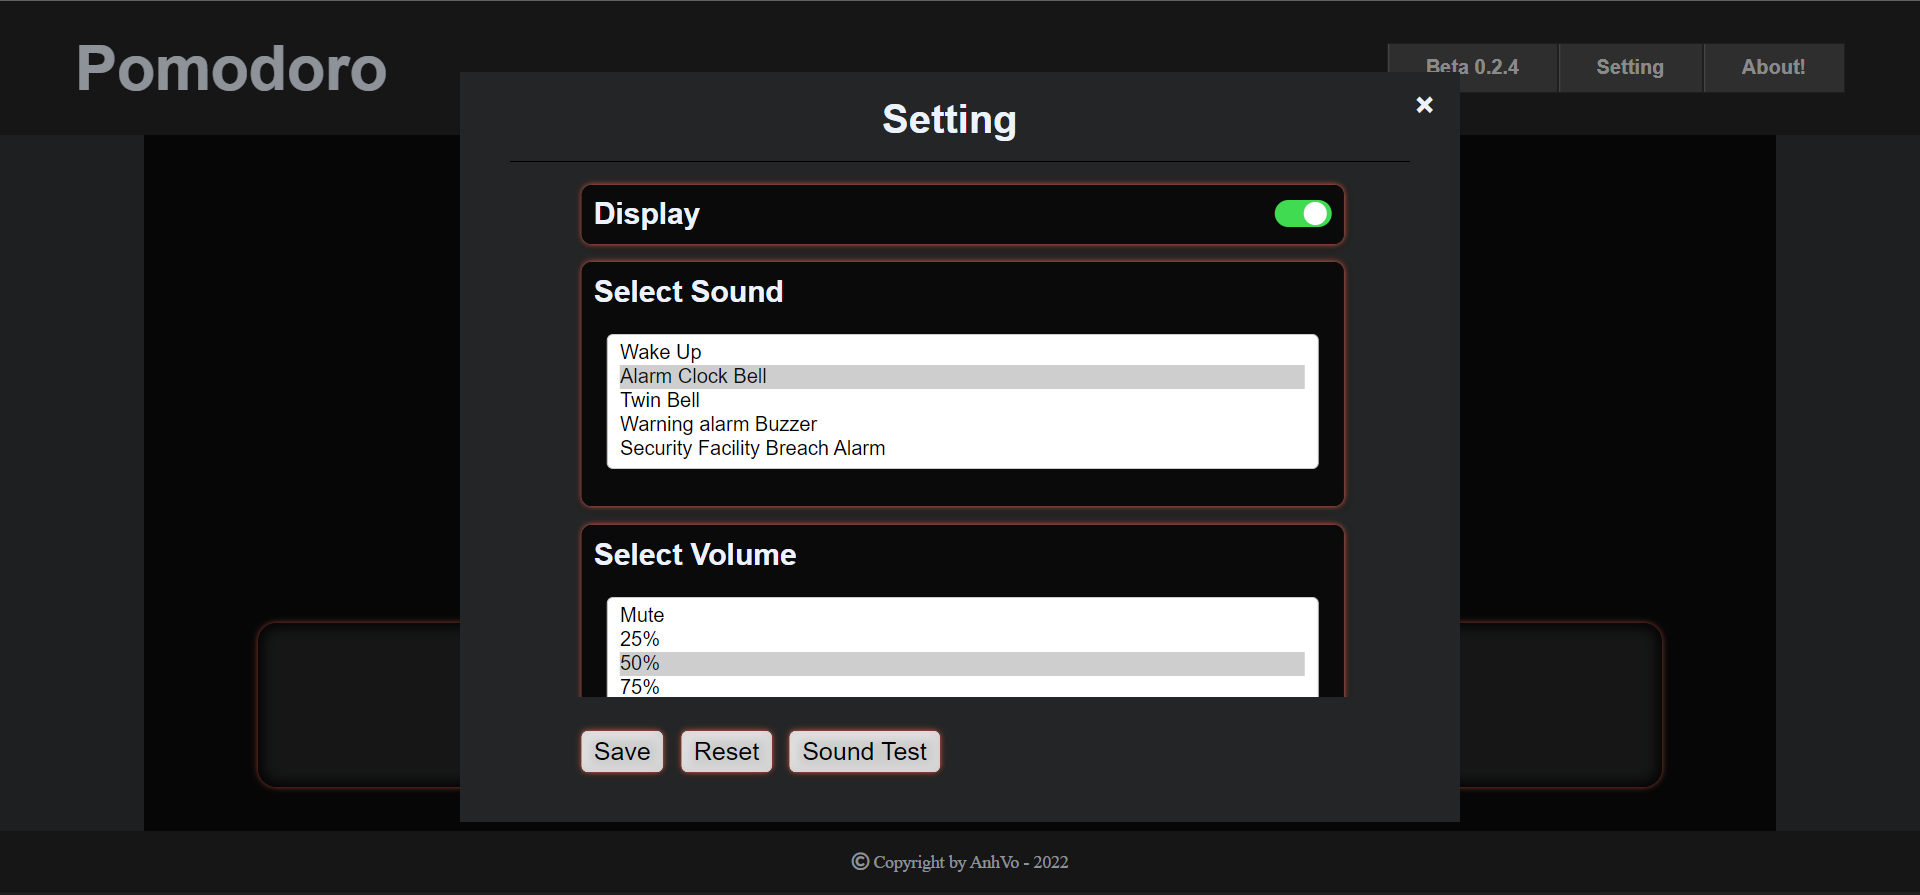 Pomodoro
Beta 0.2.4
Setting
About!
Setting
Display
Select Sound
Wake Up
Alarm Clock Bell
Twin Bell
Warning alarm Buzzer
Security Facility Breach Alarm
Select Volume
Mute
25%
50%
75%
Save
Reset
Sound Test
© Copyright by AnhVo - 2022